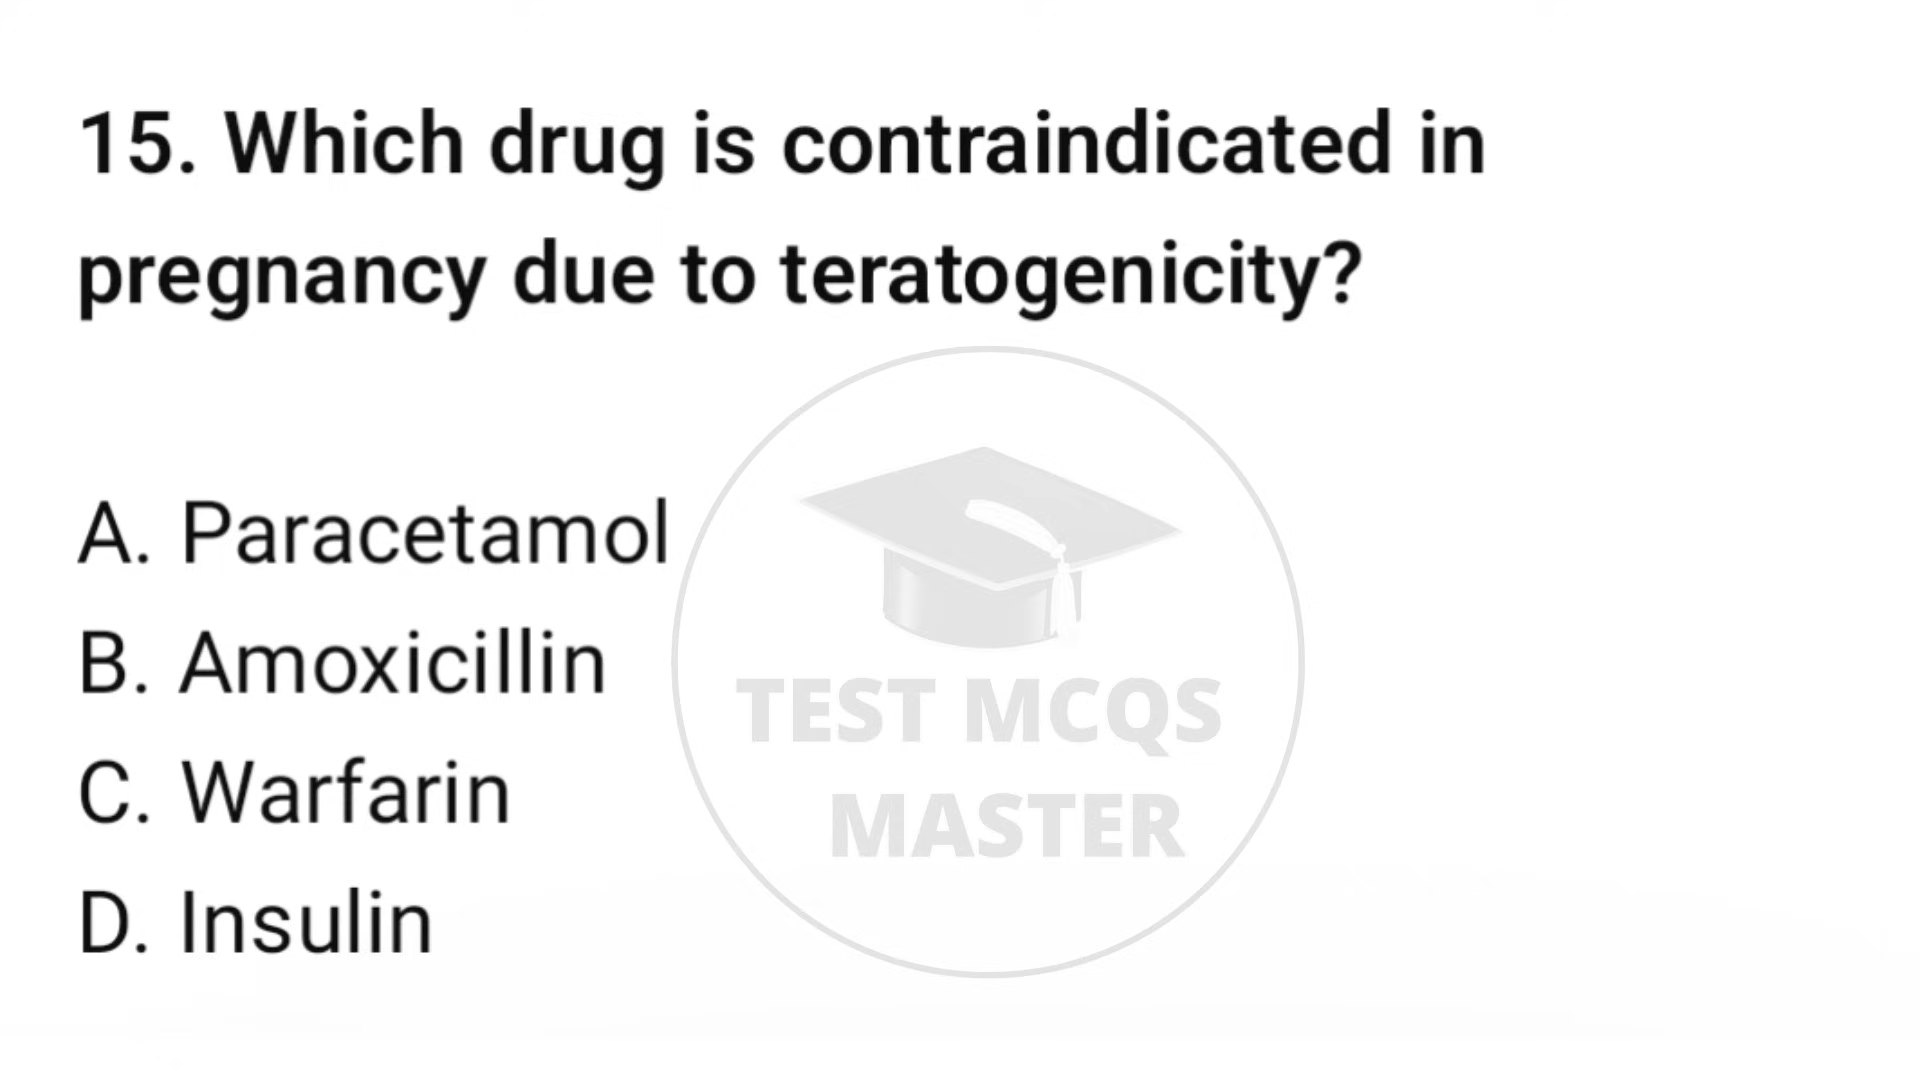 15. Which drug is contraindicated in
pregnancy due to teratogenicity?
A. Paracetamol
B. Amoxicillin
C. Warfarin
D. Insulin
TEST MCQS
MASTER